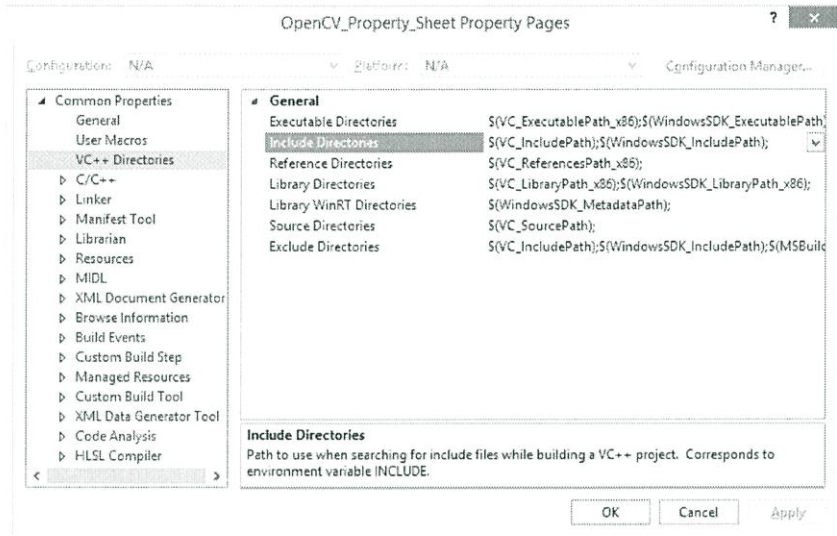 OpenCV_Property_Sheet Property Pages
? ×
Configuration: N/A Platform: N/A Configuration Manager...
Common Properties
General
User Macros
VC++ Directories
C/C++
Linker
Manifest Tool
Librarian
Resources
MIDL
XML Document Generator
Browse Information
Build Events
Custom Build Step
Managed Resources
Custom Build Tool
XML Data Generator Tool
Code Analysis
HLSL Compiler
General
Executable Directories $(VC_ExecutablePath_x86);$(WindowsSDK_ExecutablePath)
Include Directories $(VC_IncludePath);$(WindowsSDK_IncludePath);
Reference Directories $(VC_ReferencesPath_x86);
Library Directories $(VC_LibraryPath_x86);$(WindowsSDK_LibraryPath_x86);
Library WinRT Directories $(WindowsSDK_MetadataPath);
Source Directories $(VC_SourcePath);
Exclude Directories $(VC_IncludePath);$(WindowsSDK_IncludePath);$(MSBuild
Include Directories
Path to use when searching for include files while building a VC++ project. Corresponds to
environment variable INCLUDE.
OK Cancel Apply